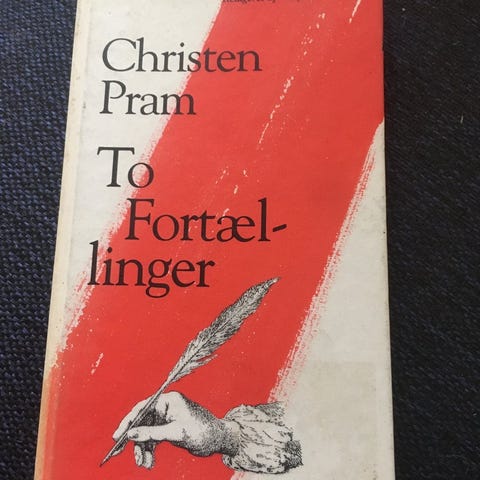 Christen
Pram
To
Fortæl-
linger